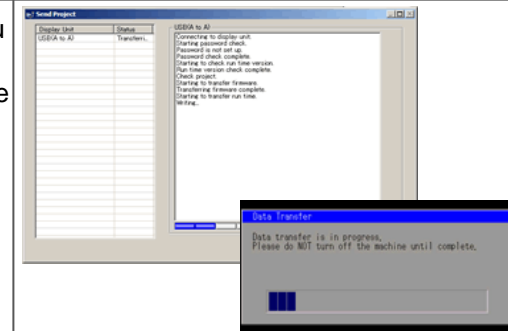 u
e
Send Project
Display Unit Status
USB(A to A) Transferri..
USB(A to A)
Connecting to display unit.
Starting password check.
Password is not set up.
Password check complete.
Starting to check run time version.
Run time version check complete.
Check project.
Starting to transfer firmware.
Transferring firmware complete.
Starting to transfer run time.
Writing..
Data Transfer
Data transfer is in progress,
Please do NOT turn off the machine until complete,